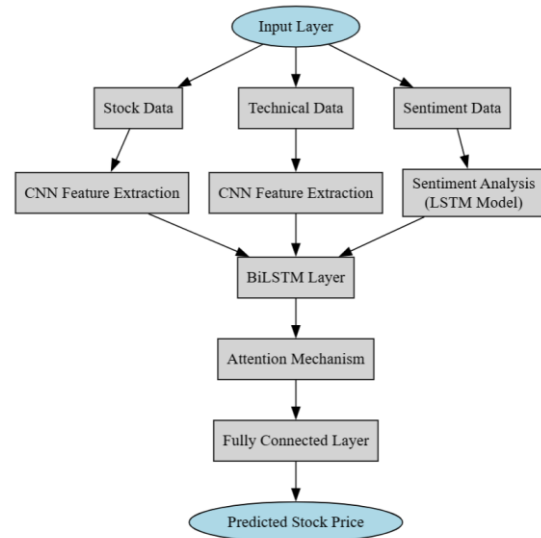 Input Layer
Stock Data
Technical Data
Sentiment Data
CNN Feature Extraction
CNN Feature Extraction
Sentiment Analysis
(LSTM Model)
BiLSTM Layer
Attention Mechanism
Fully Connected Layer
Predicted Stock Price